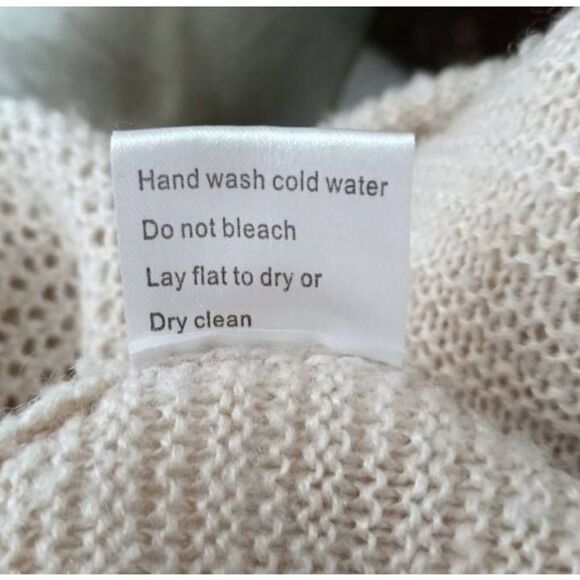 Hand wash cold water
Do not bleach
Lay flat to dry or
Dry clean